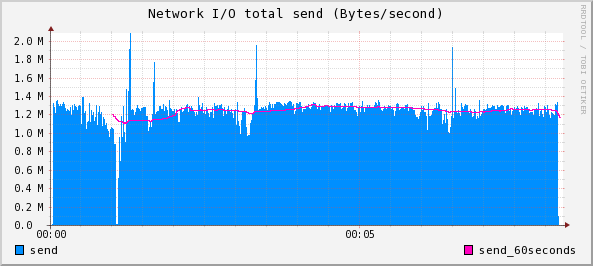 Network I/O total send (Bytes/second)
RRDTOOL / TOBI OETIKER
2.0 M
1.8 M
1.6 M
1.4 M
1.2 M
1.0 M
0.8 M
0.6 M
0.4 M
0.2 M
0.0
00:00 00:05
send send_60seconds